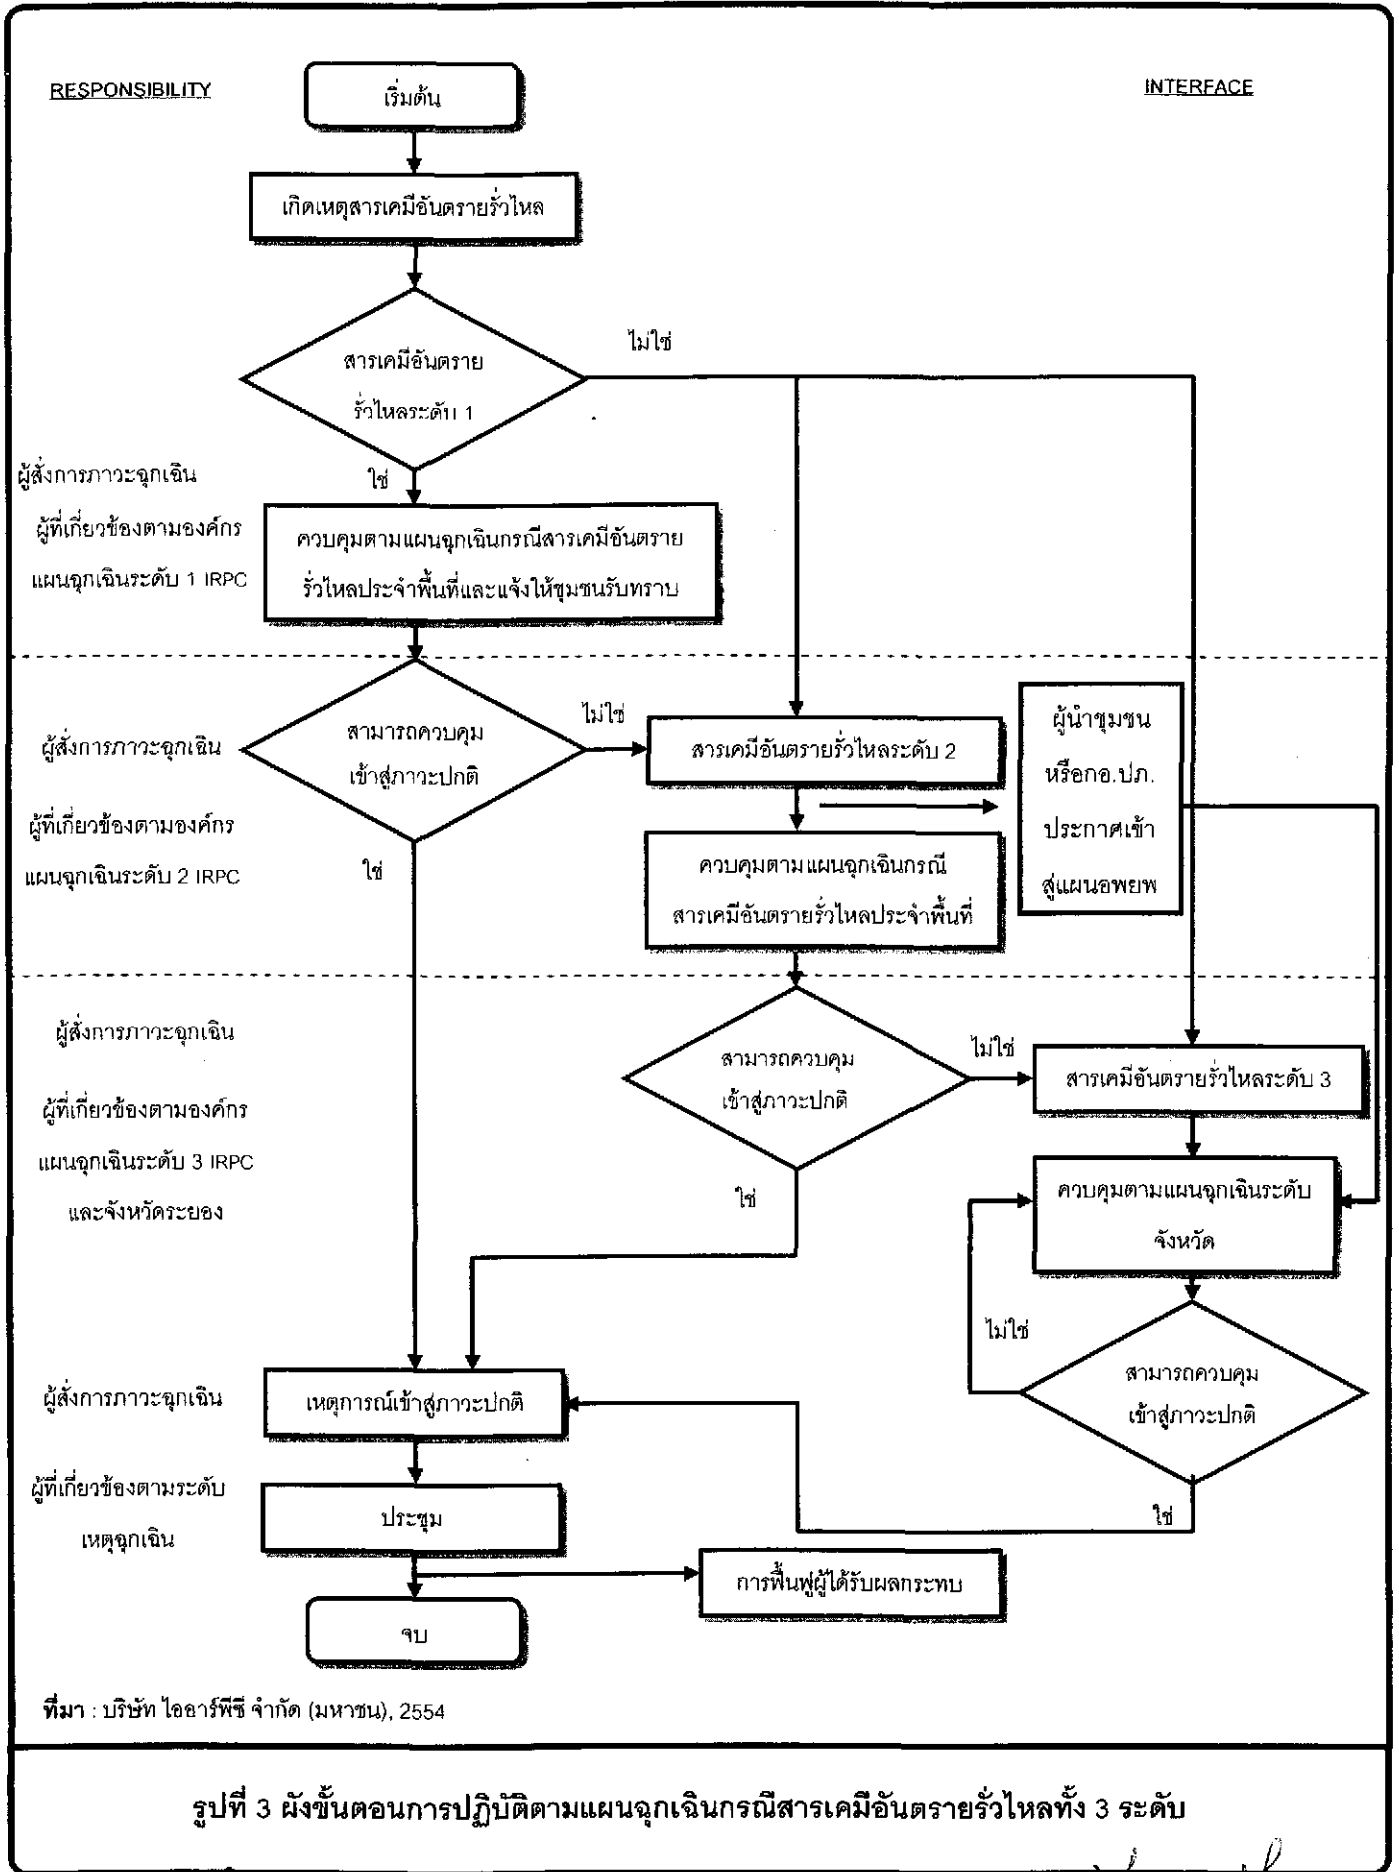 RESPONSIBILITY
INTERFACE
เริ่มต้น
เกิดเหตุสารเคมีอันตรายรั่วไหล
สารเคมีอันตราย
รั่วไหลระดับ 1
ไม่ใช่
ใช่
ผู้สั่งการภาวะฉุกเฉิน
ผู้ที่เกี่ยวข้องตามองค์กร
แผนฉุกเฉินระดับ 1 IRPC
ควบคุมตามแผนฉุกเฉินกรณีสารเคมีอันตราย
รั่วไหลประจำพื้นที่และแจ้งให้ชุมชนรับทราบ
ผู้สั่งการภาวะฉุกเฉิน
ผู้ที่เกี่ยวข้องตามองค์กร
แผนฉุกเฉินระดับ 2 IRPC
สามารถควบคุม
เข้าสู่ภาวะปกติ
ไม่ใช่
ใช่
สารเคมีอันตรายรั่วไหลระดับ 2
ควบคุมตามแผนฉุกเฉินกรณี
สารเคมีอันตรายรั่วไหลประจำพื้นที่
ผู้นำชุมชน
หรือกอ.ปภ.
ประกาศเข้า
สู่แผนอพยพ
ผู้สั่งการภาวะฉุกเฉิน
ผู้ที่เกี่ยวข้องตามองค์กร
แผนฉุกเฉินระดับ 3 IRPC
และจังหวัดระยอง
สามารถควบคุม
เข้าสู่ภาวะปกติ
ไม่ใช่
ใช่
สารเคมีอันตรายรั่วไหลระดับ 3
ควบคุมตามแผนฉุกเฉินระดับ
จังหวัด
ไม่ใช่
สามารถควบคุม
เข้าสู่ภาวะปกติ
ใช่
ผู้สั่งการภาวะฉุกเฉิน
ผู้ที่เกี่ยวข้องตามระดับ
เหตุฉุกเฉิน
เหตุการณ์เข้าสู่ภาวะปกติ
ประชุม
การฟื้นฟูผู้ได้รับผลกระทบ
จบ
ที่มา : บริษัท ไออาร์พีซี จำกัด (มหาชน), 2554
รูปที่ 3 ผังขั้นตอนการปฏิบัติตามแผนฉุกเฉินกรณีสารเคมีอันตรายรั่วไหลทั้ง 3 ระดับ